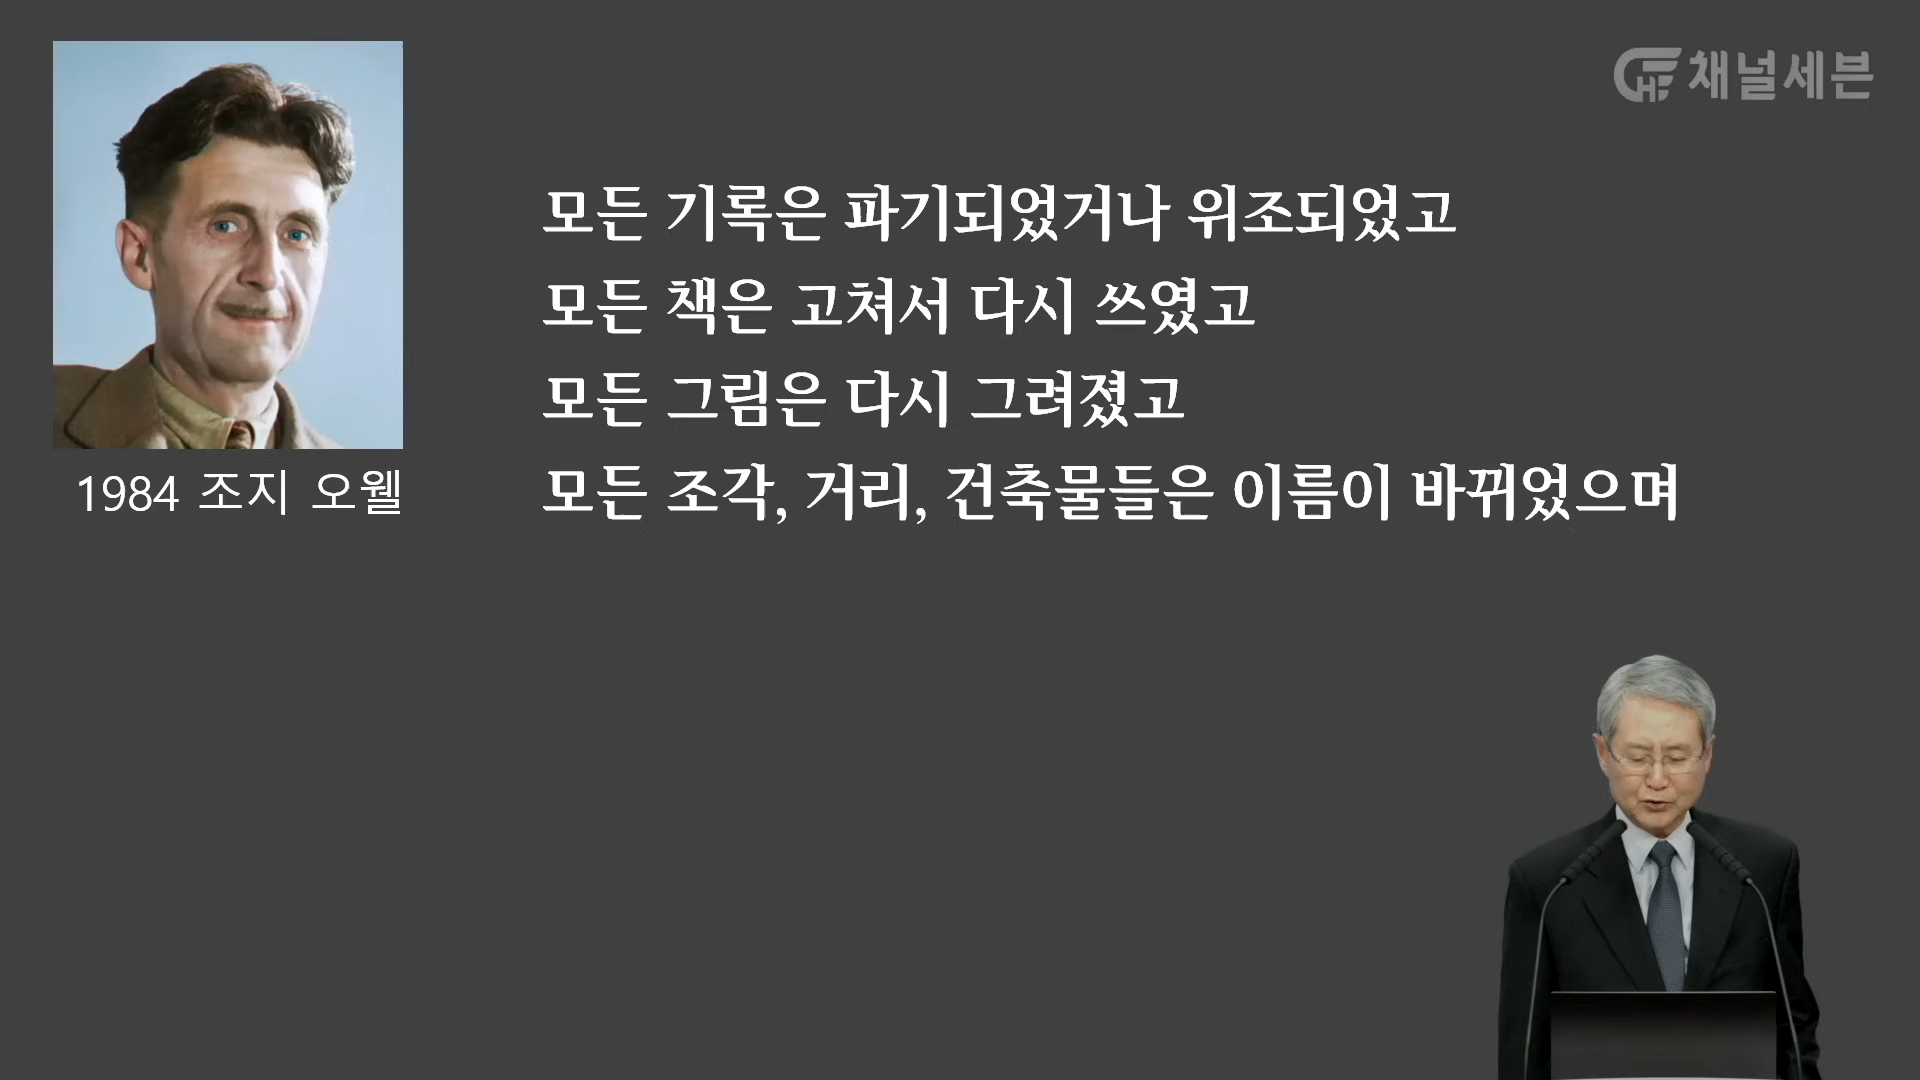 채널세븐
모든 기록은 파기되었거나 위조되었고
모든 책은 고쳐서 다시 쓰였고
모든 그림은 다시 그려졌고
모든 조각, 거리, 건축물들은 이름이 바뀌었으며
1984 조지 오웰